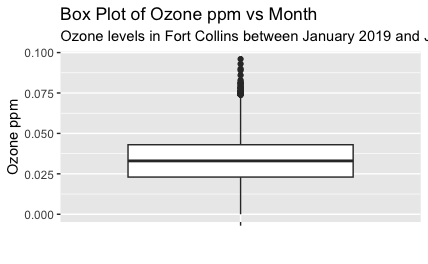 Box Plot of Ozone ppm vs Month
Ozone levels in Fort Collins between January 2019 and
0.100
0.075
0.050
0.025
0.000
Ozone ppm